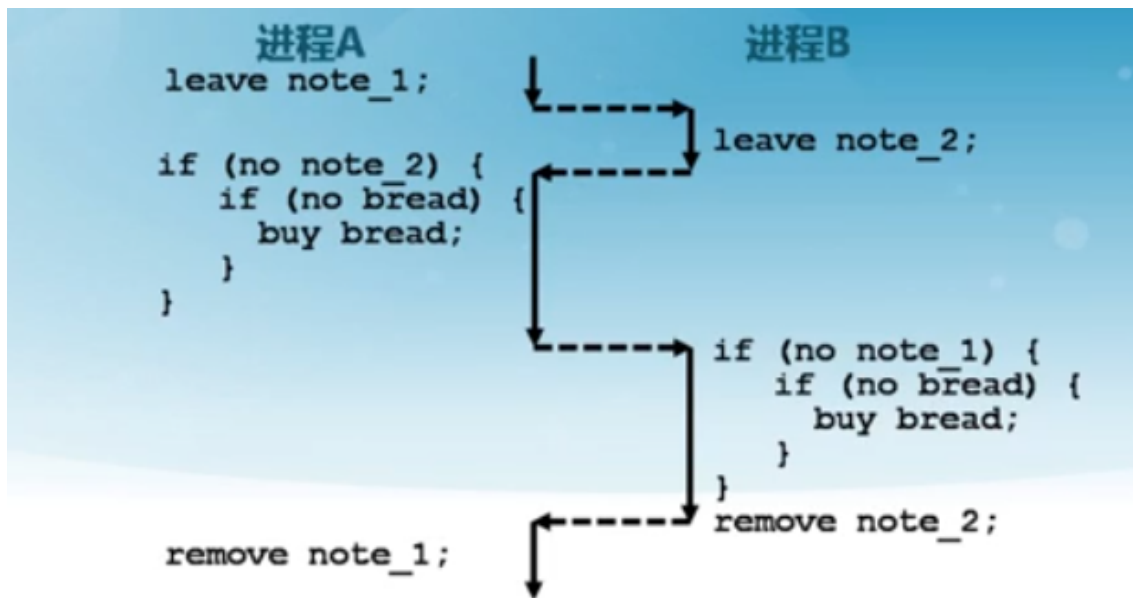 进程A
进程B
leave note_1;
leave note_2;
if (no note_2) {
if (no bread) {
buy bread;
}
}
if (no note_1) {
if (no bread) {
buy bread;
}
}
remove note_2;
remove note_1;